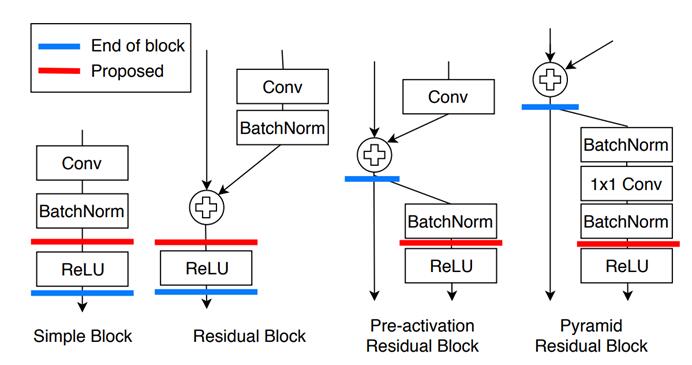 End of block
Proposed
Conv
BatchNorm
ReLU
Simple Block
Conv
BatchNorm
ReLU
Residual Block
Conv
BatchNorm
ReLU
Pre-activation
Residual Block
BatchNorm
1x1 Conv
BatchNorm
ReLU
Pyramid
Residual Block